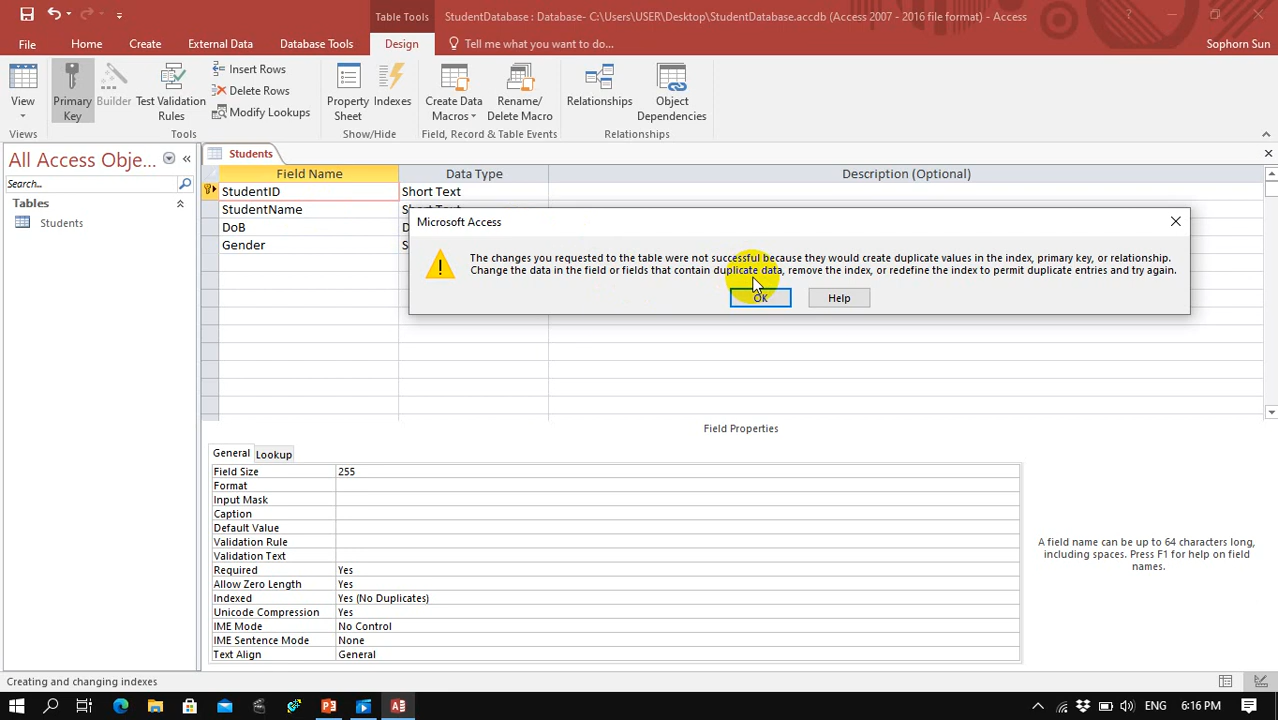 Table Tools
StudentDatabase : Database- C:\Users\USER\Desktop\StudentDatabase.accdb (Access 2007 - 2016 file format) - Access
File Home Create External Data Database Tools Design Tell me what you want to do... Sophorn Sun
View
Primary Key
Builder
Test Validation Rules
Insert Rows
Delete Rows
Modify Lookups
Property Sheet
Indexes
Create Data Macros
Rename/ Delete Macro
Relationships
Object Dependencies
Views Tools Show/Hide Field, Record & Table Events Relationships
All Access Obje...
Search...
Tables
Students
Students
Field Name Data Type Description (Optional)
StudentID Short Text
StudentName
DoB
Gender
Microsoft Access
The changes you requested to the table were not successful because they would create duplicate values in the index, primary key, or relationship.
Change the data in the field or fields that contain duplicate data, remove the index, or redefine the index to permit duplicate entries and try again.
OK Help
Field Properties
General Lookup
Field Size 255
Format
Input Mask
Caption
Default Value
Validation Rule
Validation Text
Required Yes
Allow Zero Length Yes
Indexed Yes (No Duplicates)
Unicode Compression Yes
IME Mode No Control
IME Sentence Mode None
Text Align General
A field name can be up to 64 characters long,
including spaces. Press F1 for help on field
names.
Creating and changing indexes
ENG 6:16 PM